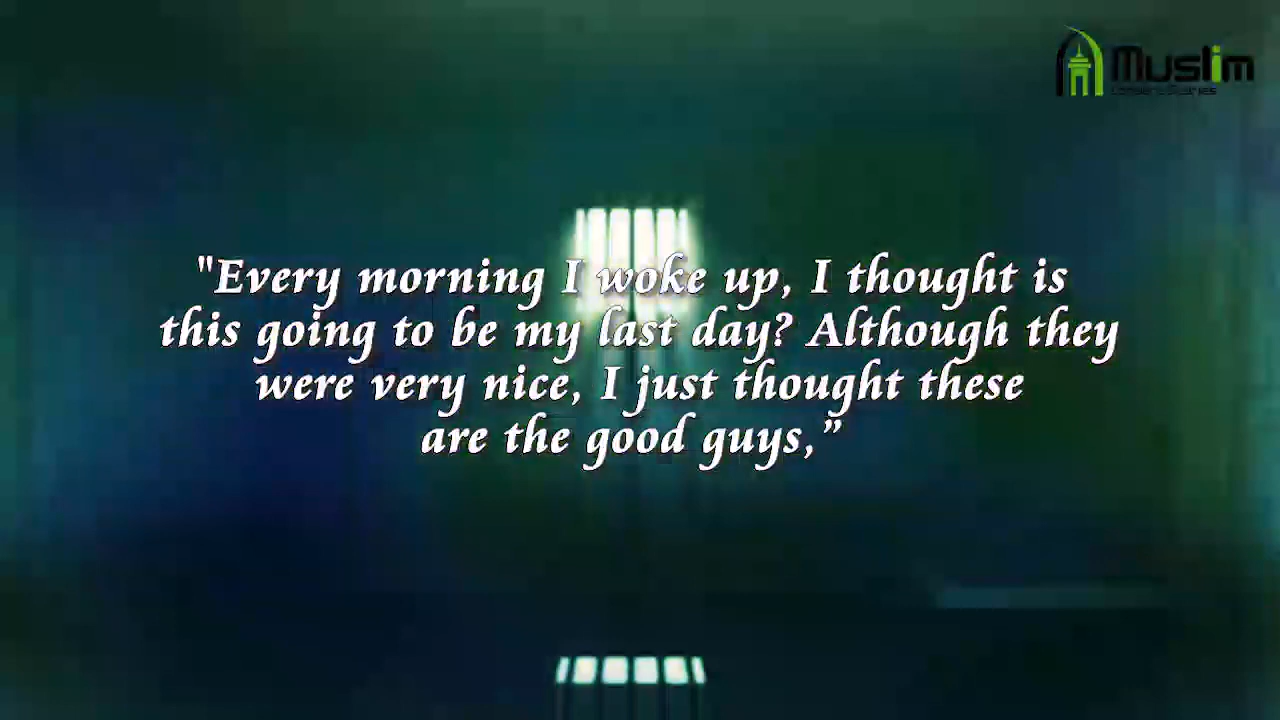 Muslim
"Every morning I woke up, I thought is
this going to be my last day? Although they
were very nice, I just thought these
are the good guys,”